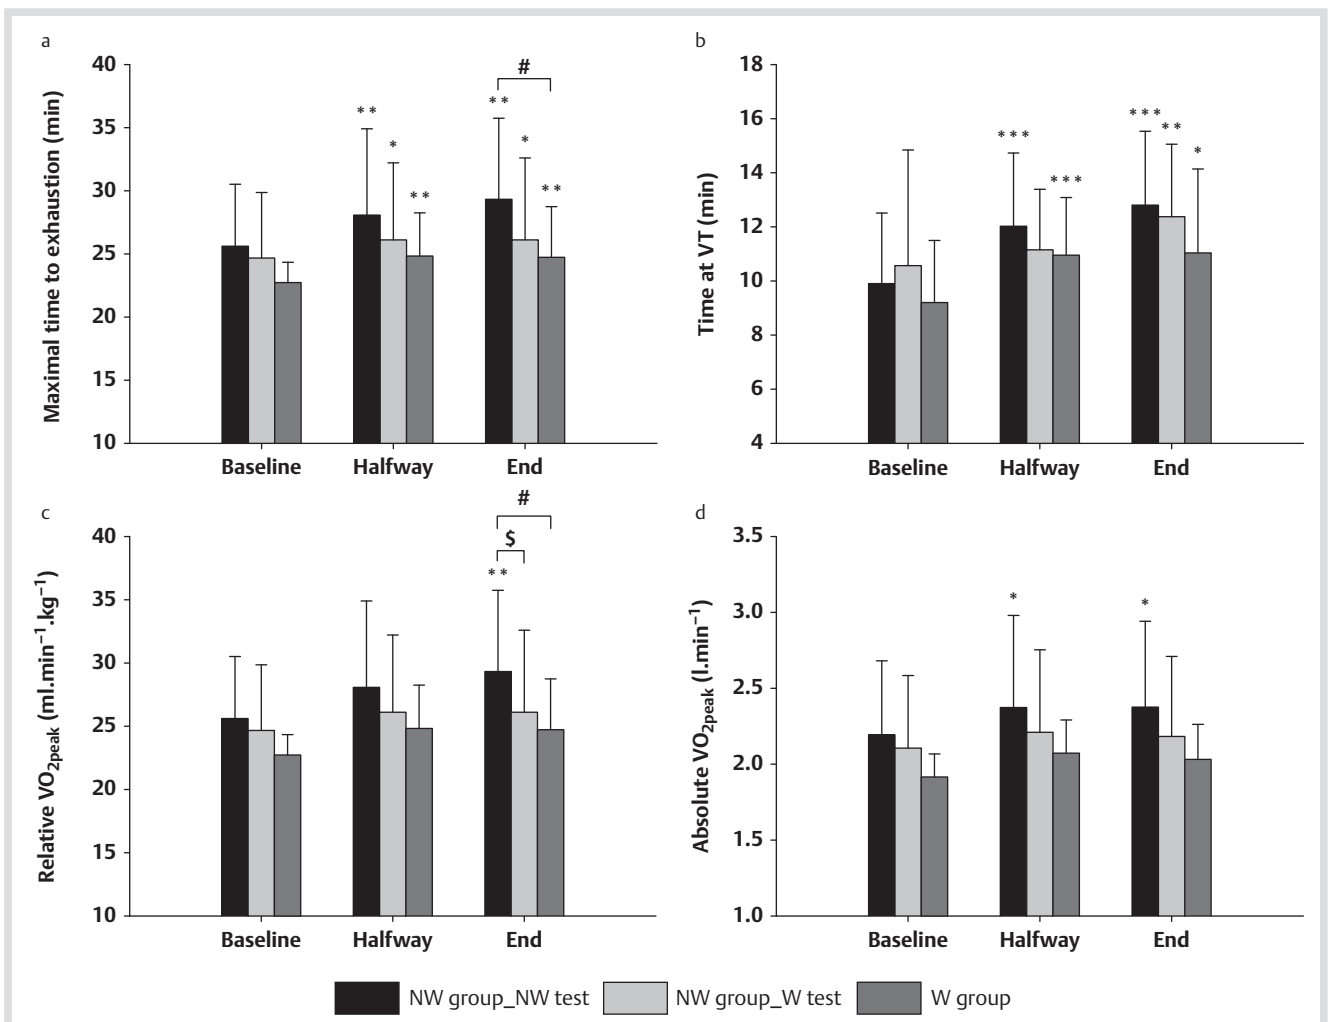 a
40
35
30
25
20
15
10
Maximal time to exhaustion (min)
** * **
#
** * **
Baseline Halfway End
b
18
16
14
12
10
8
6
4
Time at VT (min)
*** ***
*** ** *
Baseline Halfway End
c
40
35
30
25
20
15
10
Relative VO2peak (ml.min−1.kg−1)
#
$
**
Baseline Halfway End
d
3.5
3.0
2.5
2.0
1.5
1.0
Absolute VO2peak (l.min−1)
* *
Baseline Halfway End
NW group_NW test NW group_W test W group